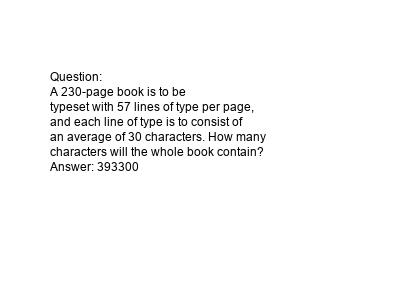 Question:
A 230-page book is to be
typeset with 57 lines of type per page,
and each line of type is to consist of
an average of 30 characters. How many
characters will the whole book contain?
Answer: 393300